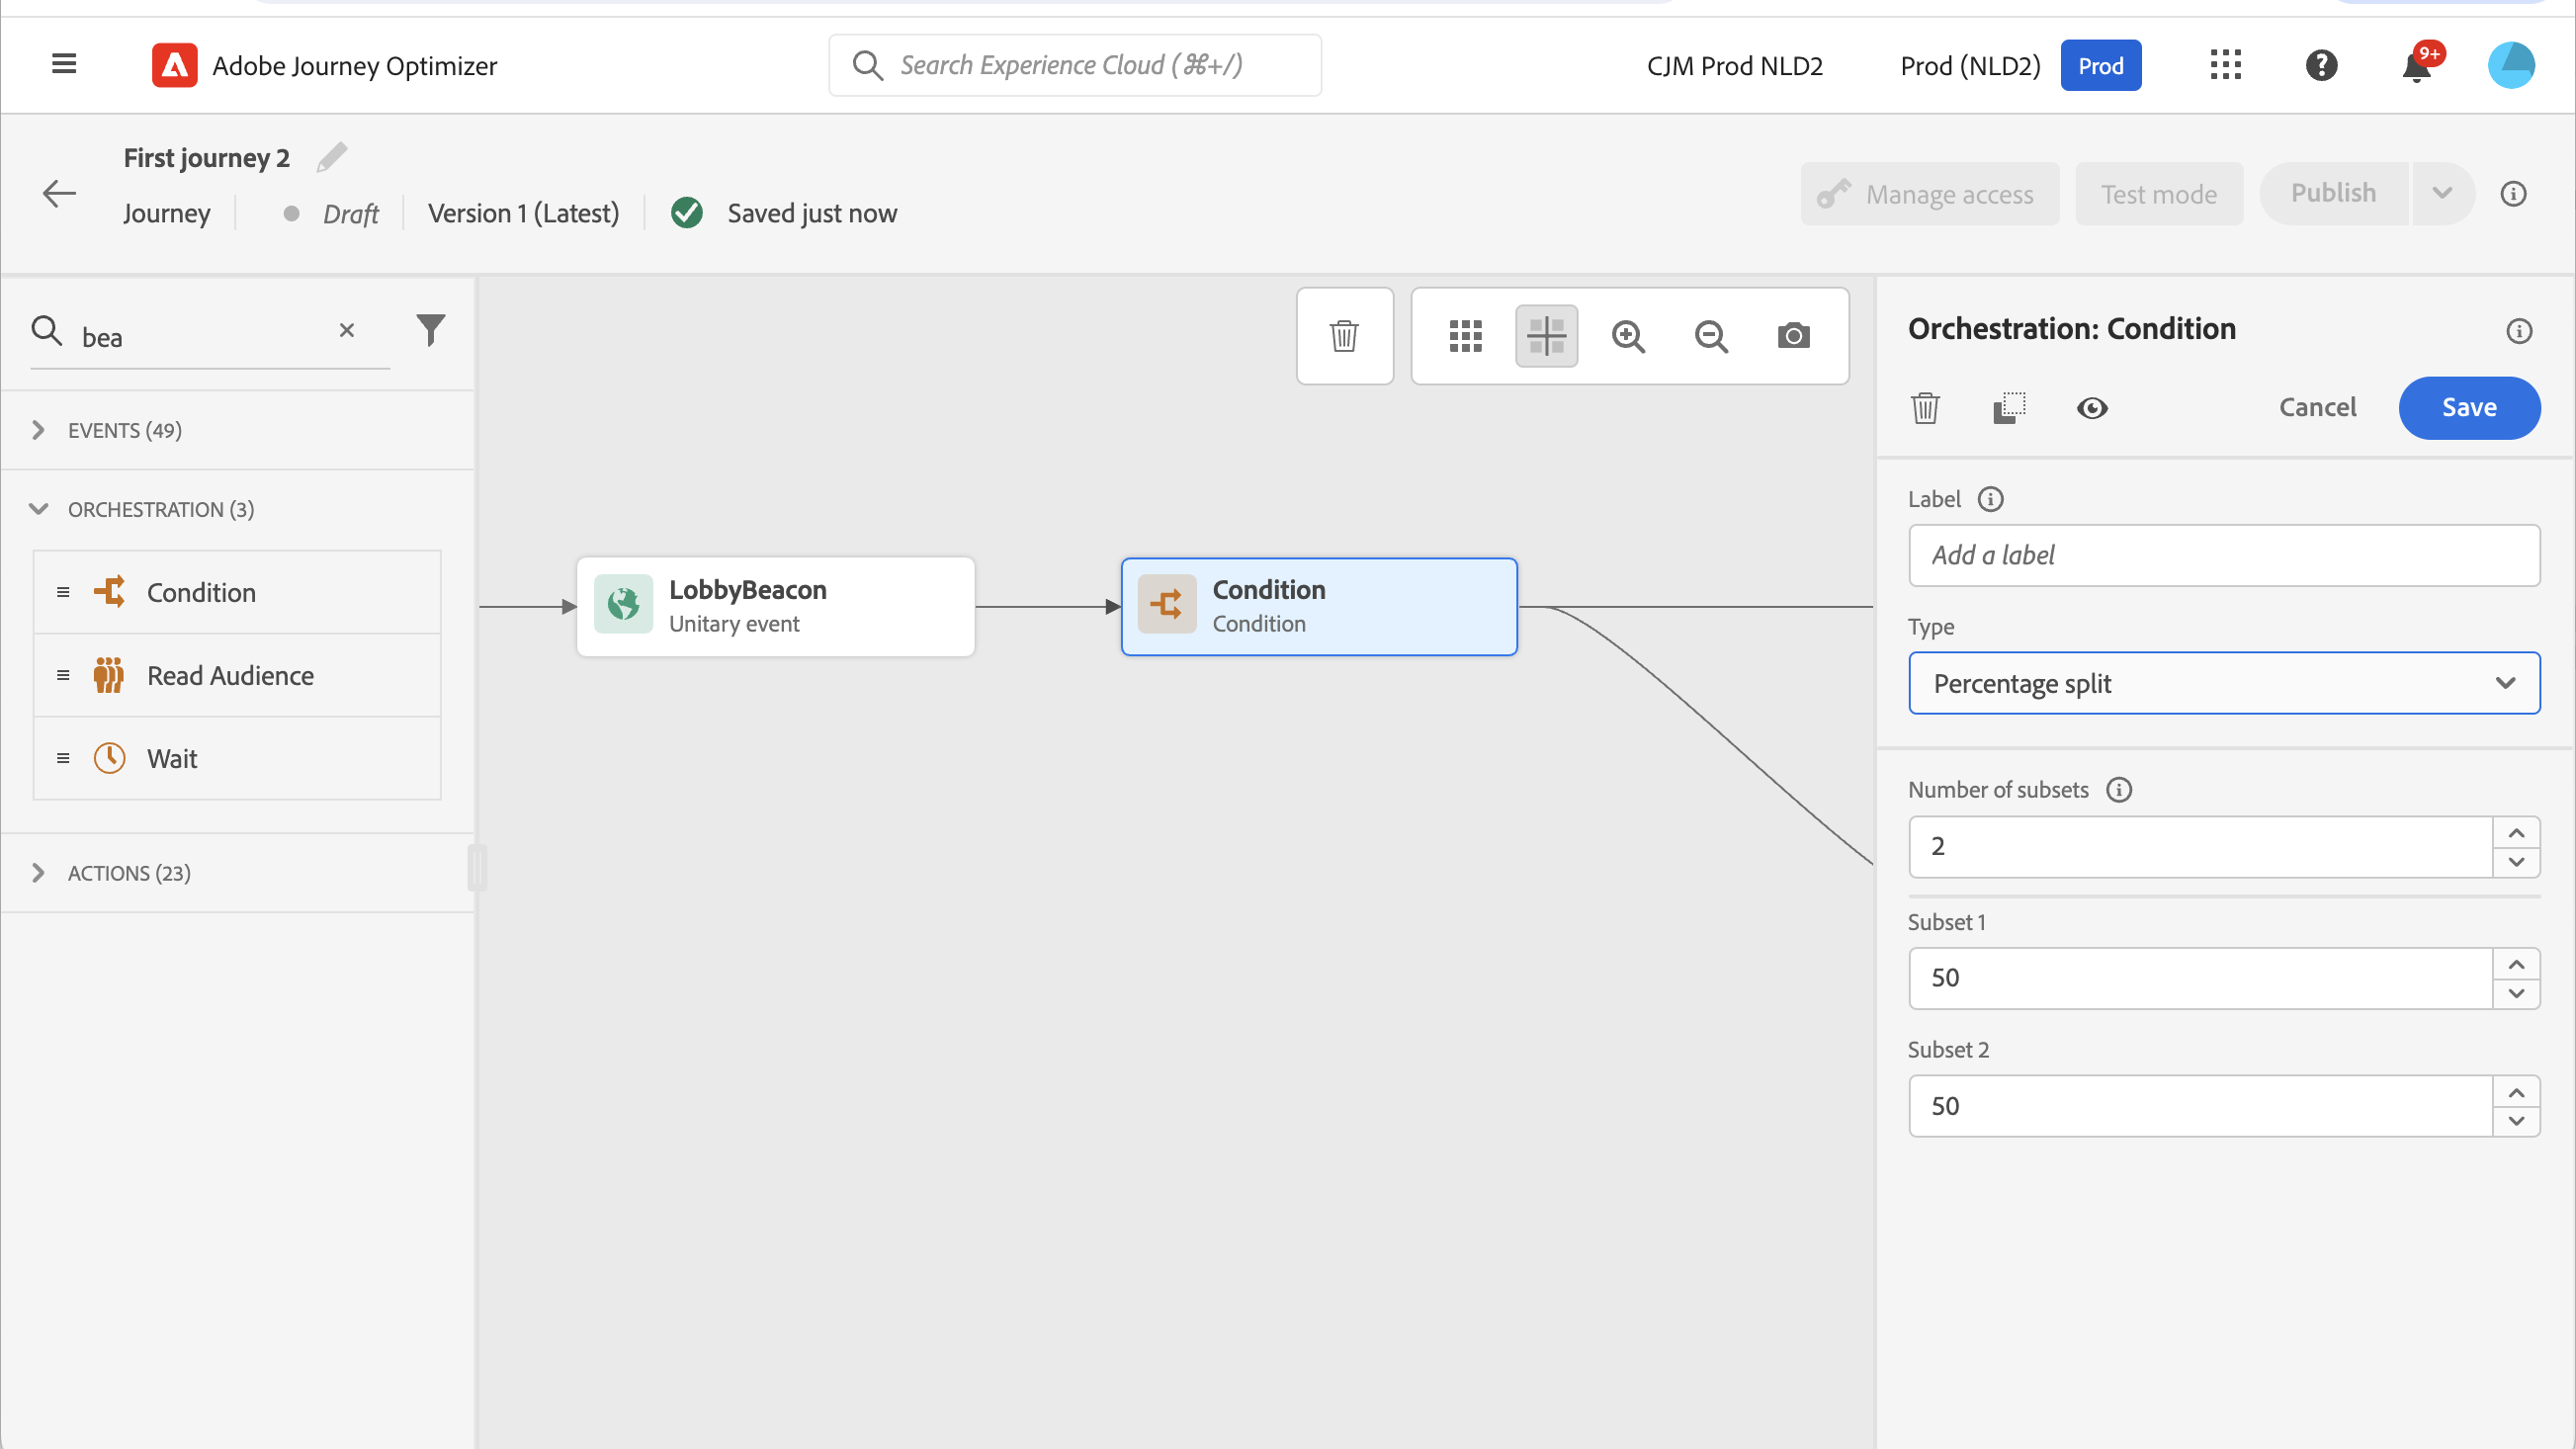 Adobe Journey Optimizer
Search Experience Cloud (⌘+/)
CJM Prod NLD2
Prod (NLD2)
Prod
9+
First journey 2
Journey
Draft
Version 1 (Latest)
Saved just now
Manage access
Test mode
Publish
bea
EVENTS (49)
ORCHESTRATION (3)
Condition
Read Audience
Wait
ACTIONS (23)
LobbyBeacon
Unitary event
Condition
Condition
Orchestration: Condition
Cancel
Save
Label
Add a label
Type
Percentage split
Number of subsets
2
Subset 1
50
Subset 2
50